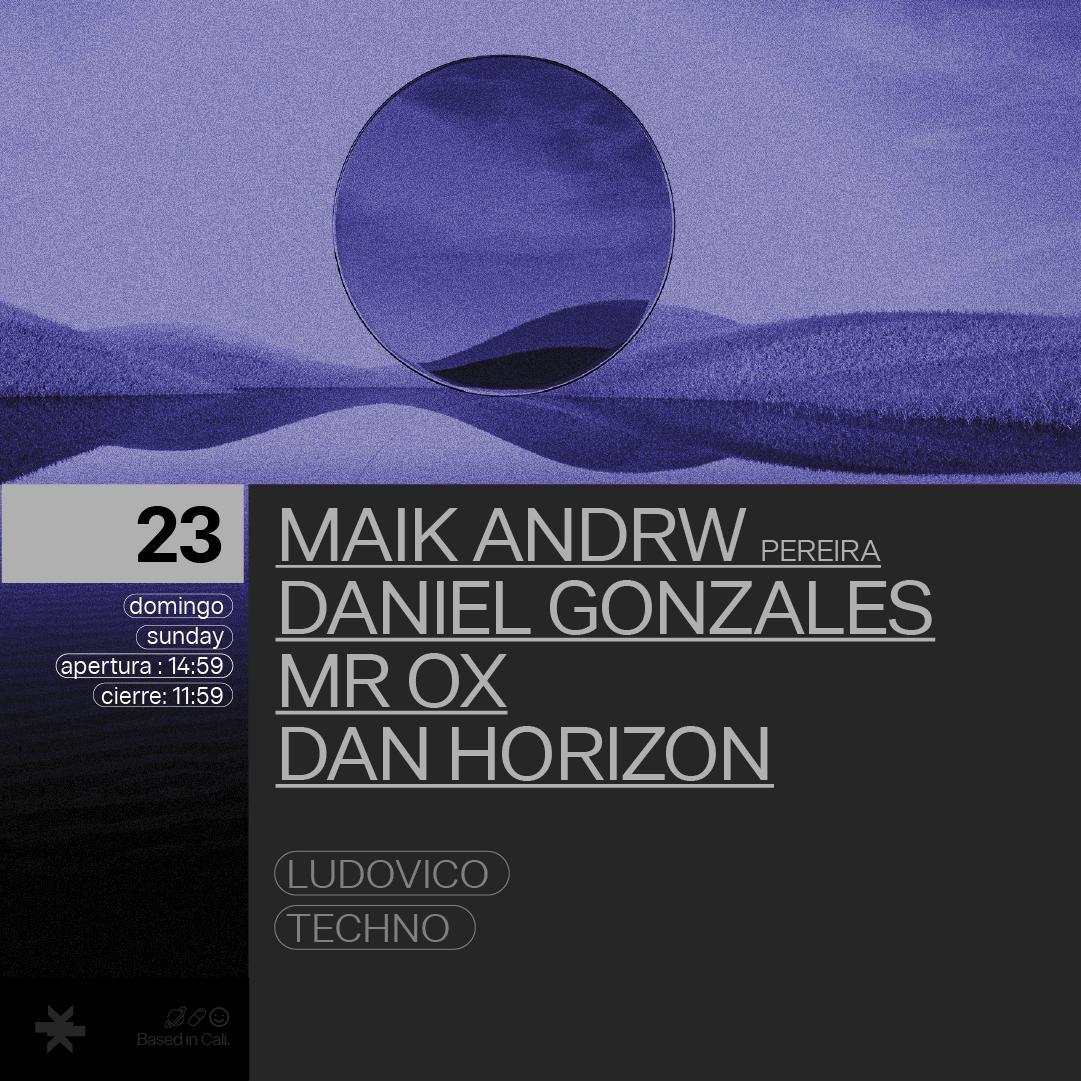 23
domingo
sunday
apertura : 14:59
cierre: 11:59
MAIK ANDRW PEREIRA
DANIEL GONZALES
MR OX
DAN HORIZON
LUDOVICO
TECHNO
Based in Cali.